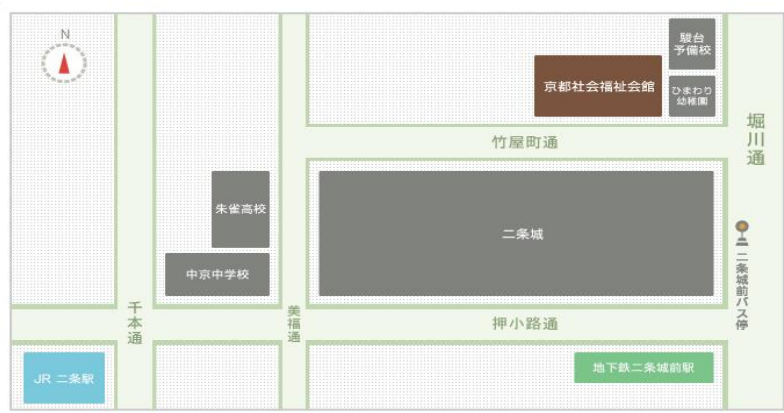 N
駿台
予備校
京都社会福祉会館
ひまわり
幼稚園
堀川通
竹屋町通
朱雀高校
二条城
中京中学校
二条城前バス停
千本通
美福通
押小路通
JR 二条駅
地下鉄二条城前駅